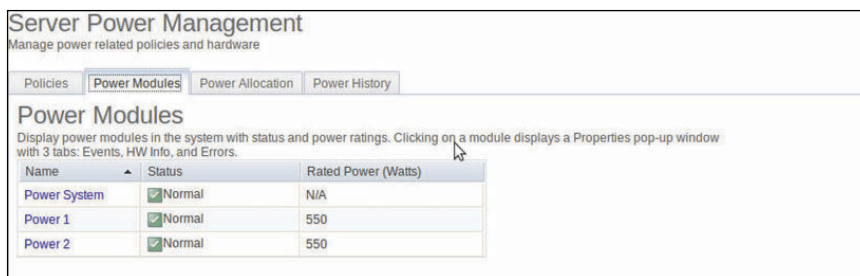 Server Power Management
Manage power related policies and hardware
Policies Power Modules Power Allocation Power History
Power Modules
Display power modules in the system with status and power ratings. Clicking on a module displays a Properties pop-up window
with 3 tabs: Events, HW Info, and Errors.
Name Status Rated Power (Watts)
Power System Normal N/A
Power 1 Normal 550
Power 2 Normal 550